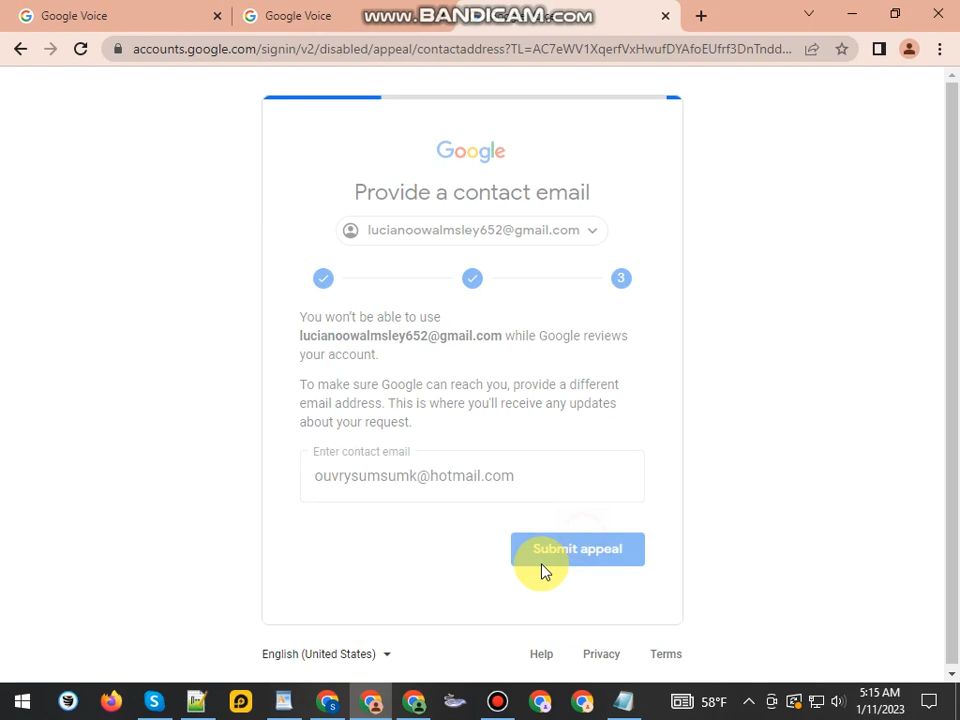 Google Voice
Google Voice
WWW.BANDICAM.COM
accounts.google.com/signin/v2/disabled/appeal/contactaddress?TL=AC7eWV1XqerfVxHwufDYAfoEUfrf3DnTndd...
Google
Provide a contact email
lucianoowalmsley652@gmail.com
3
You won't be able to use
lucianoowalmsley652@gmail.com while Google reviews
your account.
To make sure Google can reach you, provide a different
email address. This is where you'll receive any updates
about your request.
Enter contact email
ouvrysumsumk@hotmail.com
Submit appeal
English (United States)
Help
Privacy
Terms
58°F
5:15 AM
1/11/2023